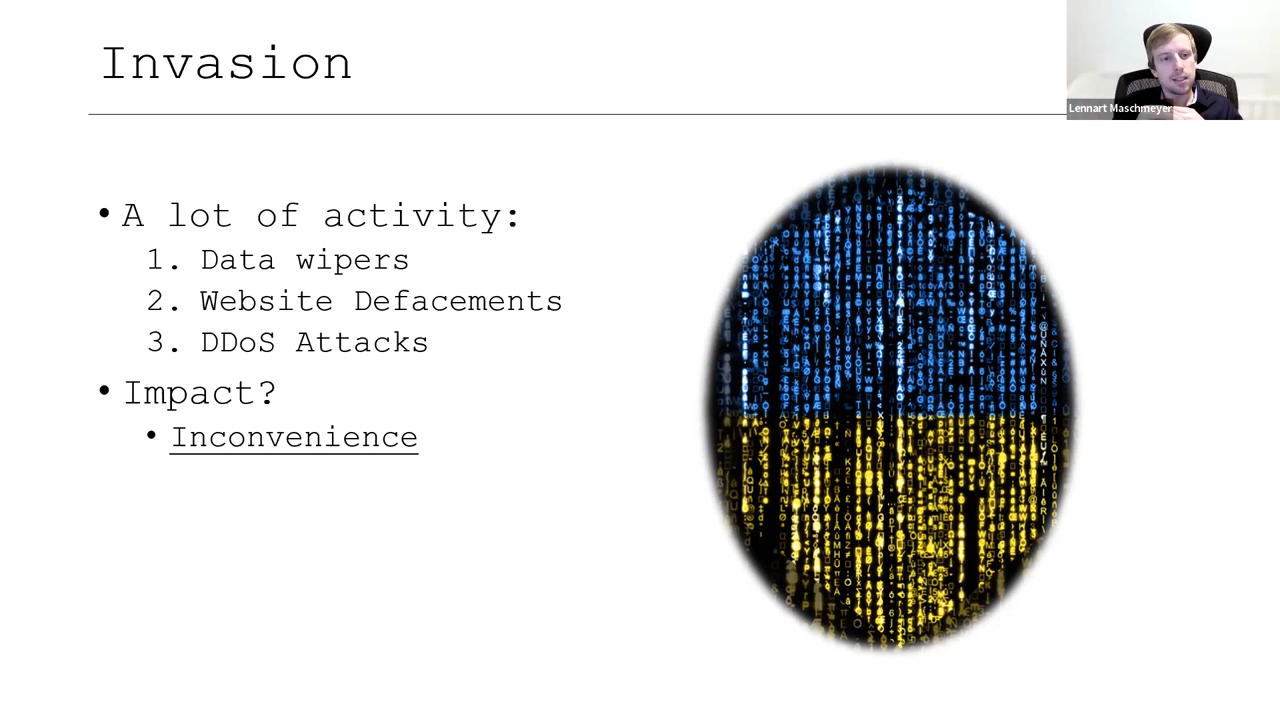 Invasion
Lennart Maschmeyer
• A lot of activity:
1. Data wipers
2. Website Defacements
3. DDoS Attacks
• Impact?
• Inconvenience